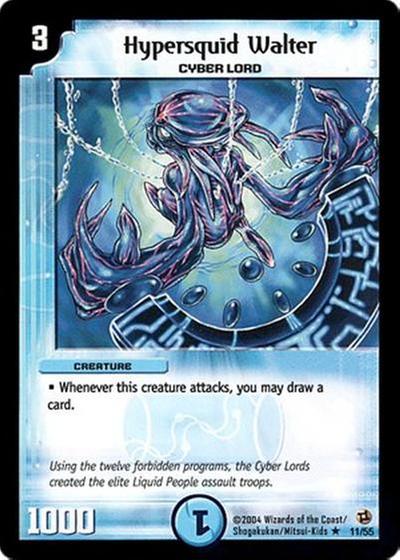 3
Hypersquid Walter
CYBER LORD
CREATURE
▪ Whenever this creature attacks, you may draw a
card.
Using the twelve forbidden programs, the Cyber Lords
created the elite Liquid People assault troops.
1000
1
©2004 Wizards of the Coast/
Shogakukan/Mitsui-Kids ★ 11/55